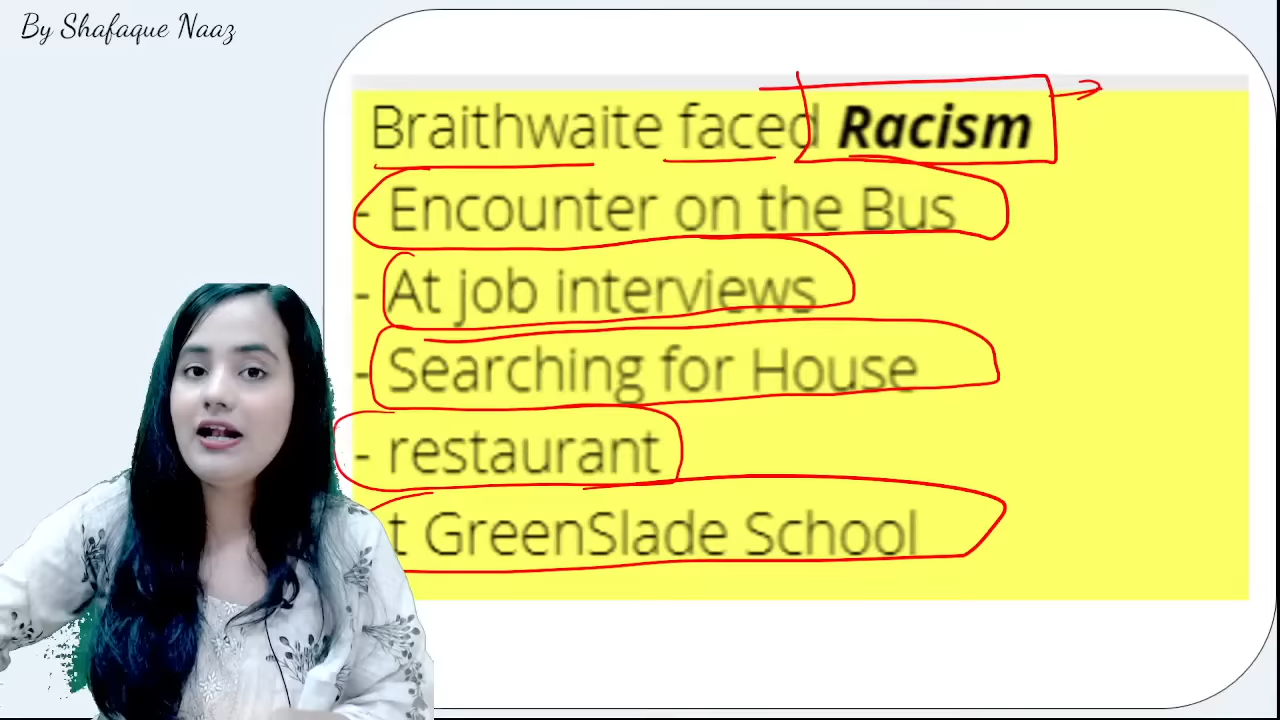 By Shafaque Naaz
Braithwaite faced Racism
- Encounter on the Bus
- At job interviews
- Searching for House
- restaurant
t GreenSlade School